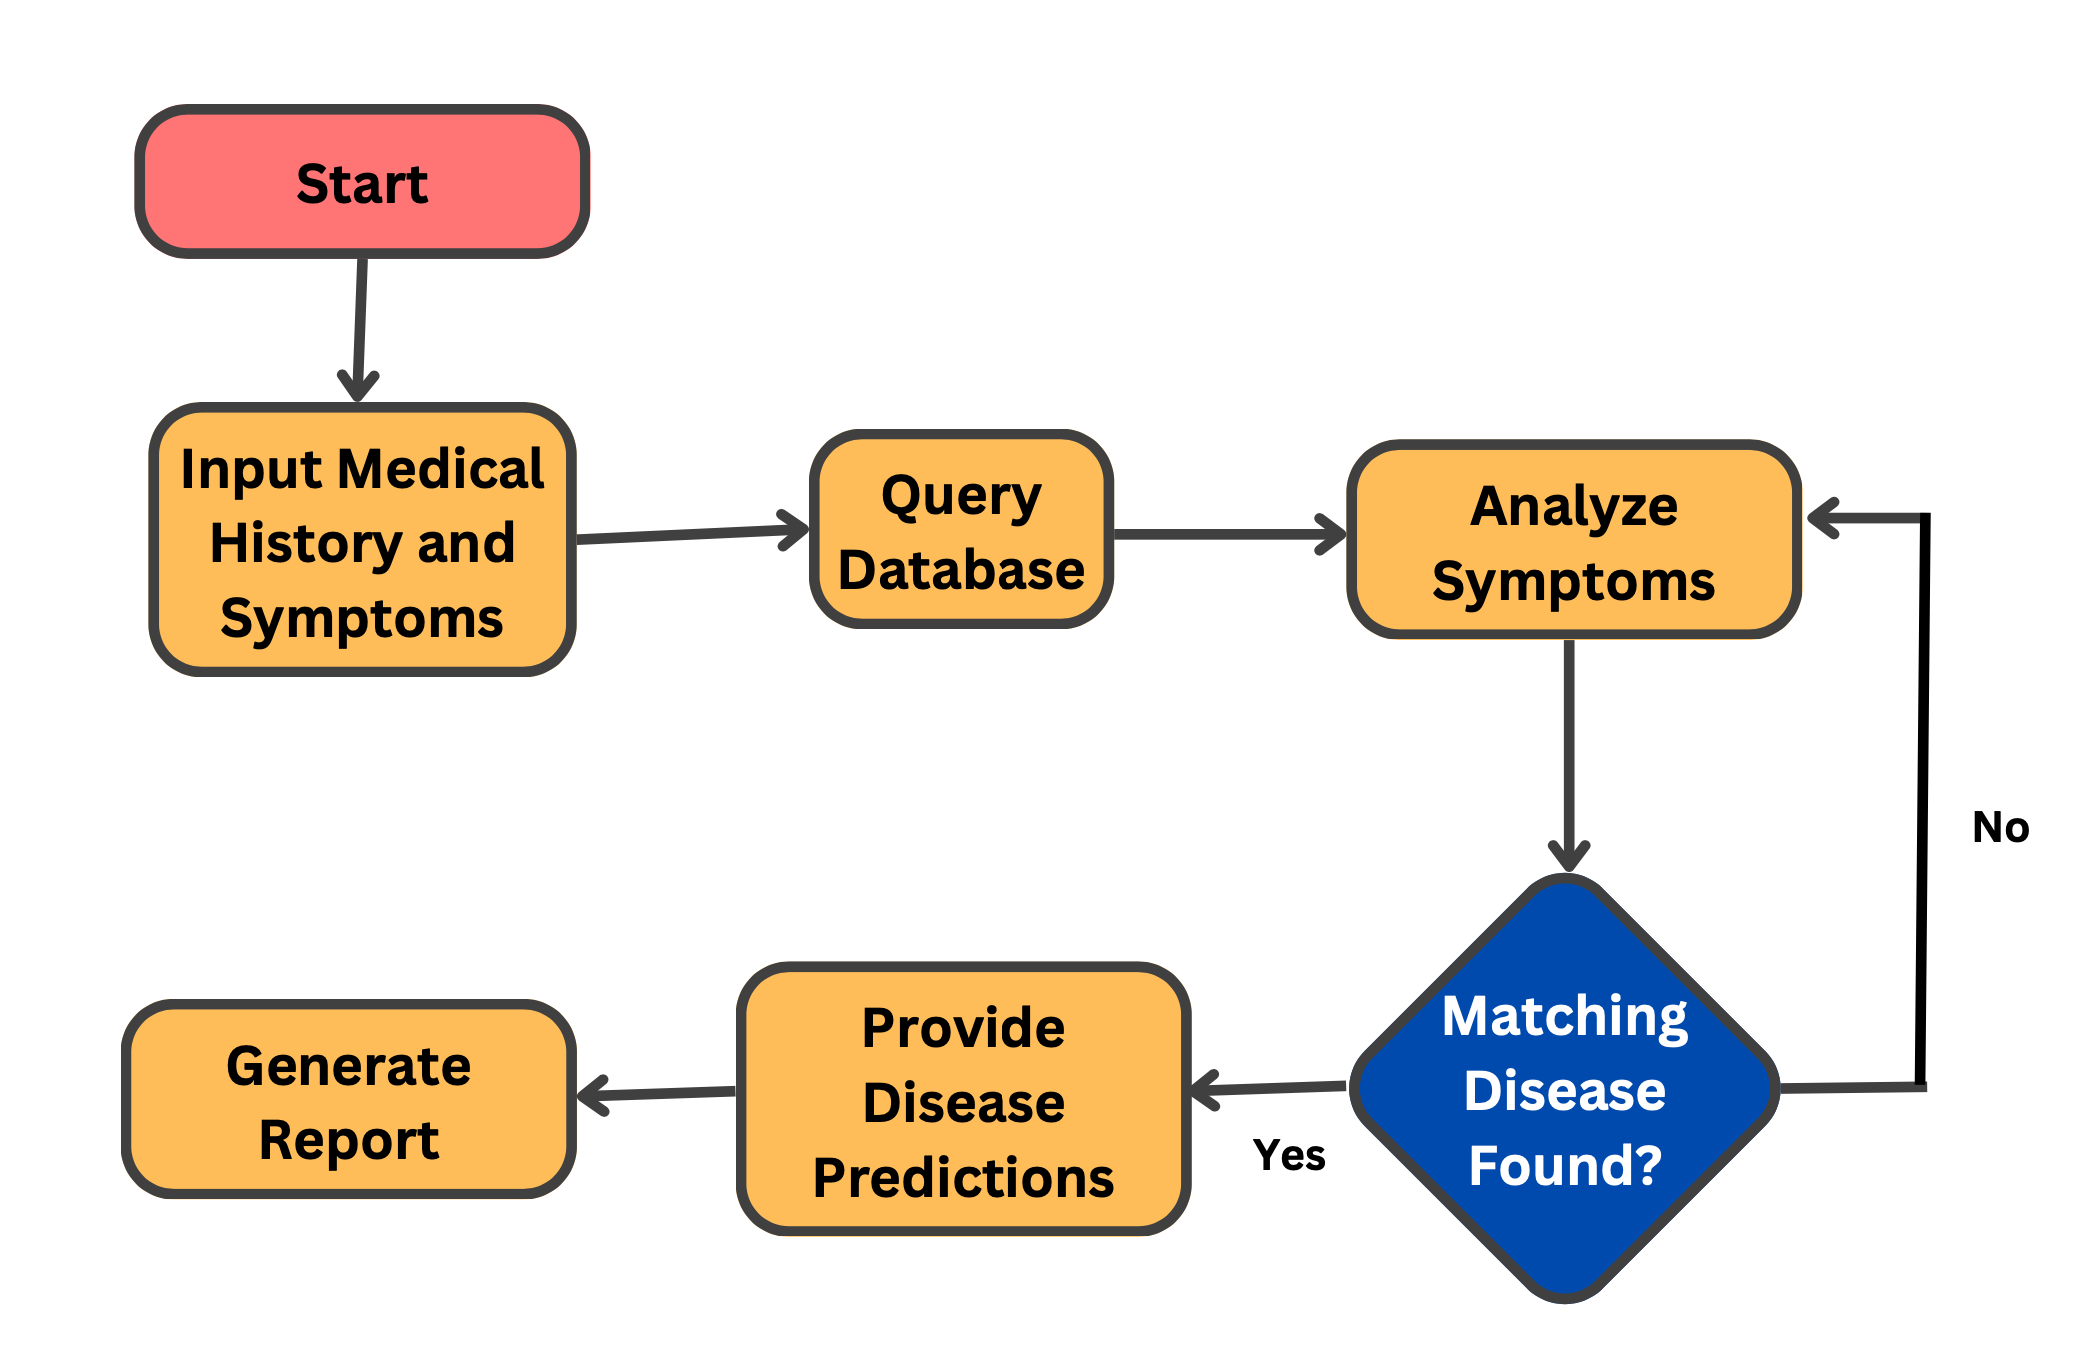 Start
Input Medical
History and
Symptoms
Query
Database
Analyze
Symptoms
No
Matching
Disease
Found?
Yes
Provide
Disease
Predictions
Generate
Report